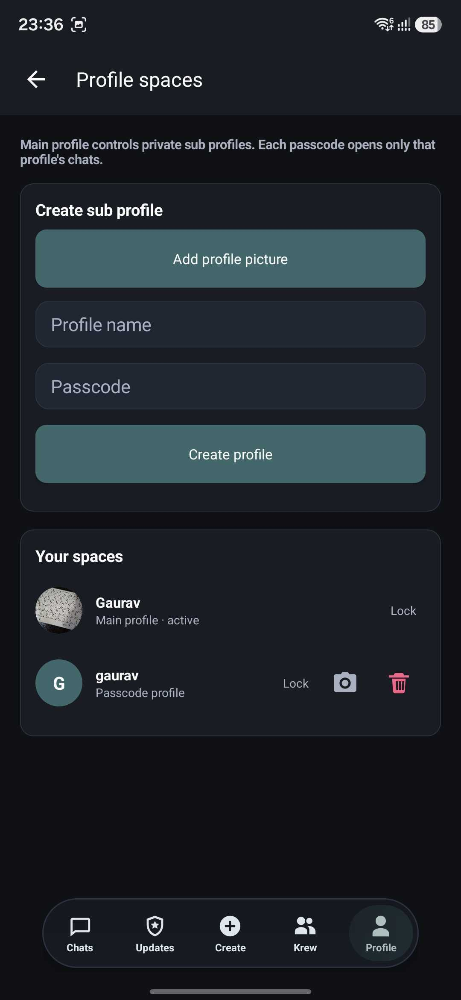 23:36
6
85
Profile spaces
Main profile controls private sub profiles. Each passcode opens only that
profile's chats.
Create sub profile
Add profile picture
Profile name
Passcode
Create profile
Your spaces
Gaurav
Main profile · active
Lock
G
gaurav
Passcode profile
Lock
Chats
Updates
Create
Krew
Profile